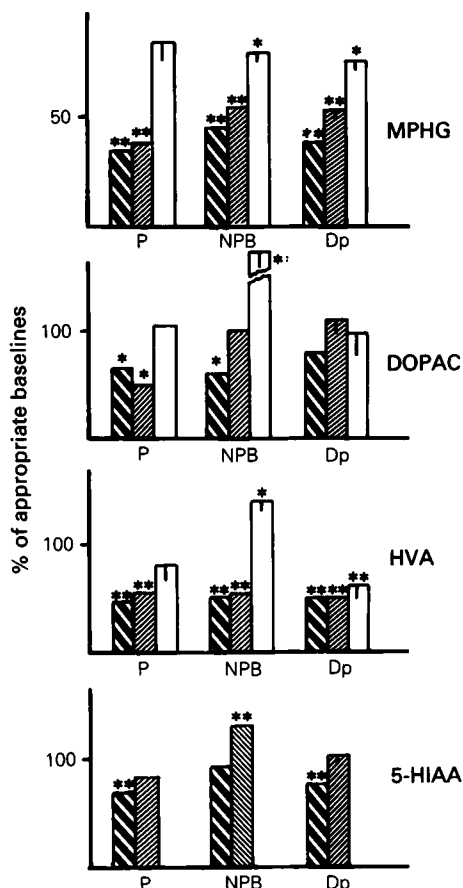 % of appropriate baselines
* *
** **
50
** ** ** MPHG
P NPB Dp
*:
100
* * * DOPAC
P NPB Dp
*
100 HVA
** ** ** ** ** ** **
P NPB Dp
**
100
** ** 5-HIAA
P NPB Dp